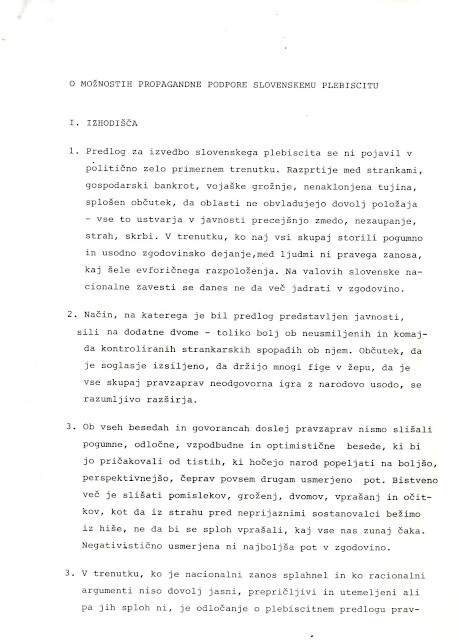 O MOŽNOSTIH PROPAGANDNE PODPORE SLOVENSKEMU PLEBISCITU
I. IZHODIŠČA
1. Predlog za izvedbo slovenskega plebiscita se ni pojavil v
politično zelo primernem trenutku. Razprtije med strankami,
gospodarski bankrot, vojaške grožnje, nenaklonjena tujina,
splošen občutek, da oblasti ne obvladujejo dovolj položaja
- vse to ustvarja v javnosti precejšnjo zmedo, nezaupanje,
strah, skrbi. V trenutku, ko naj vsi skupaj storili pogumno
in usodno zgodovinsko dejanje,med ljudmi ni pravega zanosa,
kaj šele evforičnega razpoloženja. Na valovih slovenske na-
cionalne zavesti se danes ne da več jadrati v zgodovino.
2. Način, na katerega je bil predlog predstavljen javnosti,
sili na dodatne dvome - toliko bolj ob neusmiljenih in komaj-
da kontroliranih strankarskih spopadih ob njem. Občutek, da
je soglasje izsiljeno, da držijo mnogi fige v žepu, da je
vse skupaj pravzaprav neodgovorna igra z narodovo usodo, se
razumljivo razširja.
3. Ob vseh besedah in govorancah doslej pravzaprav nismo slišali
pogumne, odločne, vzpodbudne in optimistične besede, ki bi
jo pričakovali od tistih, ki hočejo narod popeljati na boljšo,
perspektivnejšo, čeprav povsem drugam usmerjeno pot. Bistveno
več je slišati pomislekov, groženj, dvomov, vprašanj in očit-
kov, kot da iz strahu pred neprijaznimi sostanovalci bežimo
iz hiše, ne da bi se sploh vprašali, kaj vse nas zunaj čaka.
Negativistično usmerjena ni najboljša pot v zgodovino.
3. V trenutku, ko je nacionalni zanos splahnel in ko racionalni
argumenti niso dovolj jasni, prepričljivi in utemeljeni ali
pa jih sploh ni, je odločanje o plebiscitnem predlogu prav-